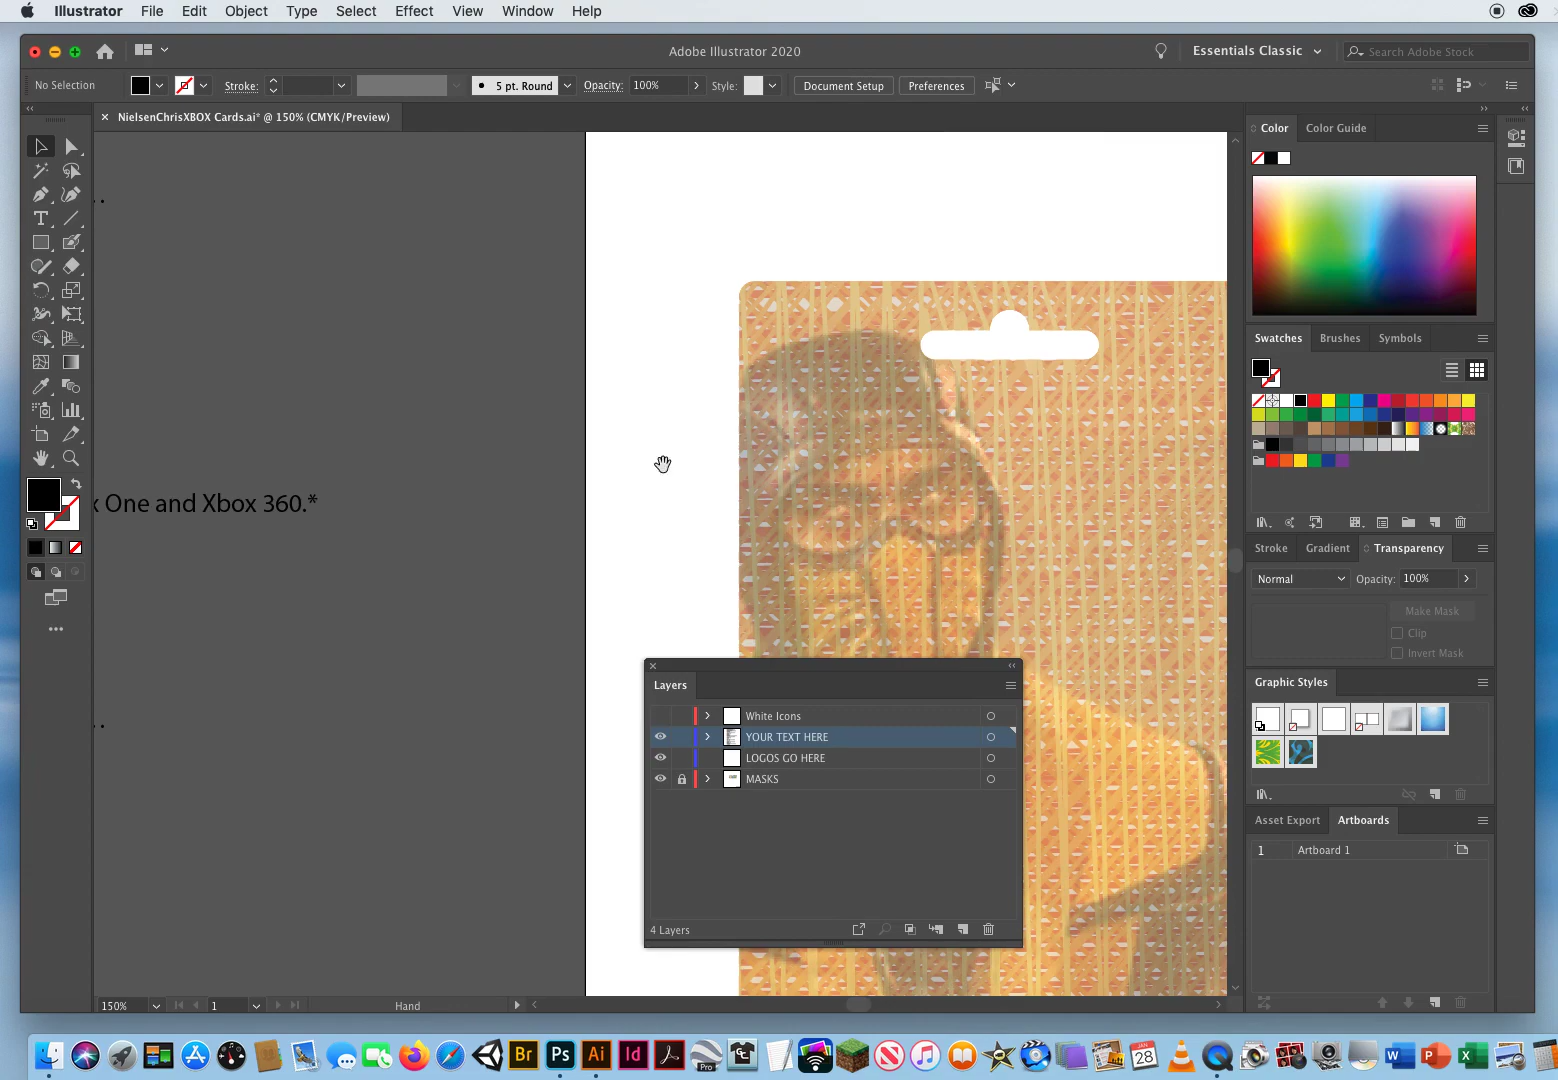 Illustrator File Edit Object Type Select Effect View Window Help
Adobe Illustrator 2020
Essentials Classic
Search Adobe Stock
No Selection
Stroke:
5 pt. Round
Opacity: 100%
Style:
Document Setup
Preferences
NielsenChrisXBOX Cards.ai* @ 150% (CMYK/Preview)
Color
Color Guide
Swatches
Brushes
Symbols
x One and Xbox 360.*
Stroke
Gradient
Transparency
Normal
Opacity: 100%
Make Mask
Clip
Invert Mask
Graphic Styles
Layers
White Icons
YOUR TEXT HERE
LOGOS GO HERE
MASKS
4 Layers
Asset Export
Artboards
1 Artboard 1
150%
1
Hand
Br
Ps
Ai
Id
Pro
GC
JAN
28
W
P
X